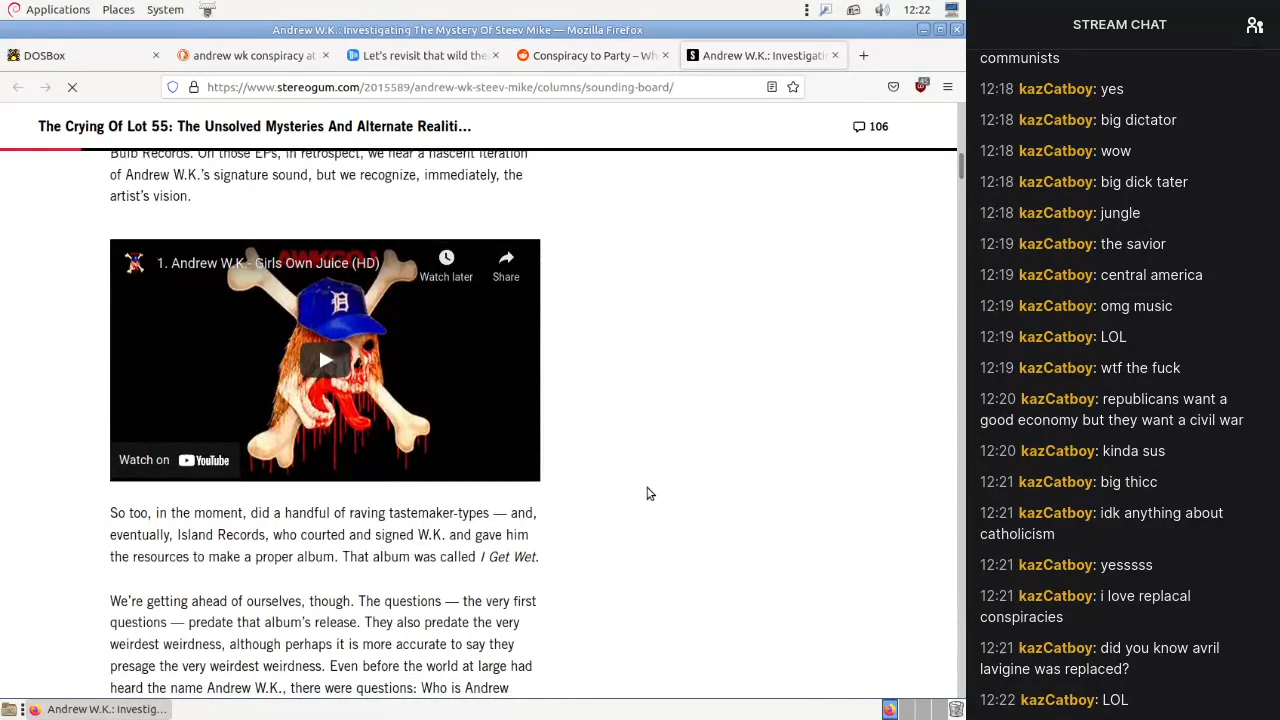 Applications Places System
12:22
Andrew W.K.: Investigating The Mystery Of Steev Mike — Mozilla Firefox
DOSBox
andrew wk conspiracy at
Let's revisit that wild the
Conspiracy to Party – Wh
Andrew W.K.: Investigati
https://www.stereogum.com/2015589/andrew-wk-steev-mike/columns/sounding-board/
The Crying Of Lot 55: The Unsolved Mysteries And Alternate Realiti...
106
Bulb Records. On those EPs, in retrospect, we hear a nascent iteration
of Andrew W.K.'s signature sound, but we recognize, immediately, the
artist's vision.
1. Andrew W.K.- Girls Own Juice (HD)
Watch later
Share
Watch on YouTube
So too, in the moment, did a handful of raving tastemaker-types — and,
eventually, Island Records, who courted and signed W.K. and gave him
the resources to make a proper album. That album was called I Get Wet.
We're getting ahead of ourselves, though. The questions — the very first
questions — predate that album's release. They also predate the very
weirdest weirdness, although perhaps it is more accurate to say they
presage the very weirdest weirdness. Even before the world at large had
heard the name Andrew W.K., there were questions: Who is Andrew
Andrew W.K.: Investig...
STREAM CHAT
communists
12:18 kazCatboy: yes
12:18 kazCatboy: big dictator
12:18 kazCatboy: wow
12:18 kazCatboy: big dick tater
12:18 kazCatboy: jungle
12:19 kazCatboy: the savior
12:19 kazCatboy: central america
12:19 kazCatboy: omg music
12:19 kazCatboy: LOL
12:19 kazCatboy: wtf the fuck
12:20 kazCatboy: republicans want a
good economy but they want a civil war
12:20 kazCatboy: kinda sus
12:21 kazCatboy: big thicc
12:21 kazCatboy: idk anything about
catholicism
12:21 kazCatboy: yesssss
12:21 kazCatboy: i love replacal
conspiracies
12:21 kazCatboy: did you know avril
lavigine was replaced?
12:22 kazCatboy: LOL